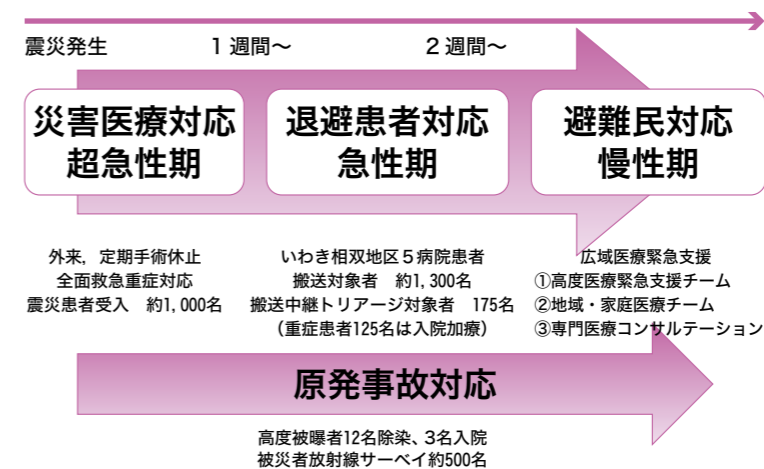 震災発生 1週間～ 2週間～
災害医療対応
超急性期
退避患者対応
急性期
避難民対応
慢性期
外来，定期手術休止
全面救急重症対応
震災患者受入　約1,000名
いわき相双地区５病院患者
搬送対象者　約1,300名
搬送中継トリアージ対象者　175名
（重症患者125名は入院加療）
広域医療緊急支援
①高度医療緊急支援チーム
②地域・家庭医療チーム
③専門医療コンサルテーション
原発事故対応
高度被曝者12名除染、3名入院
被災者放射線サーベイ約500名